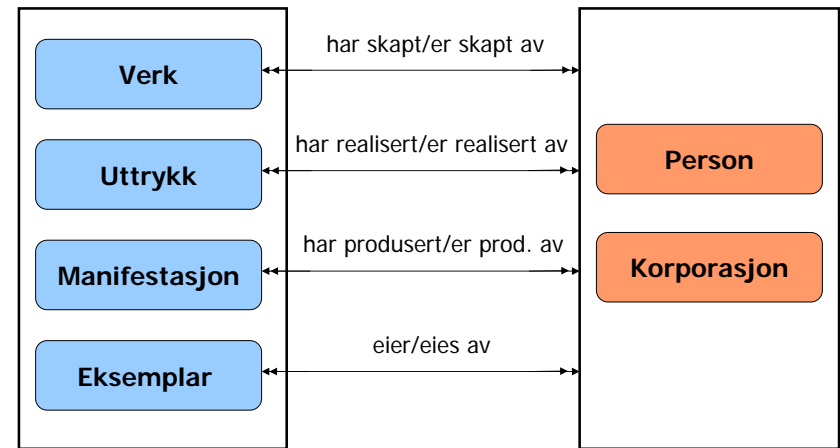 har skapt/er skapt av
Verk
har realisert/er realisert av
Uttrykk
Person
har produsert/er prod. av
Manifestasjon
Korporasjon
eier/eies av
Eksemplar